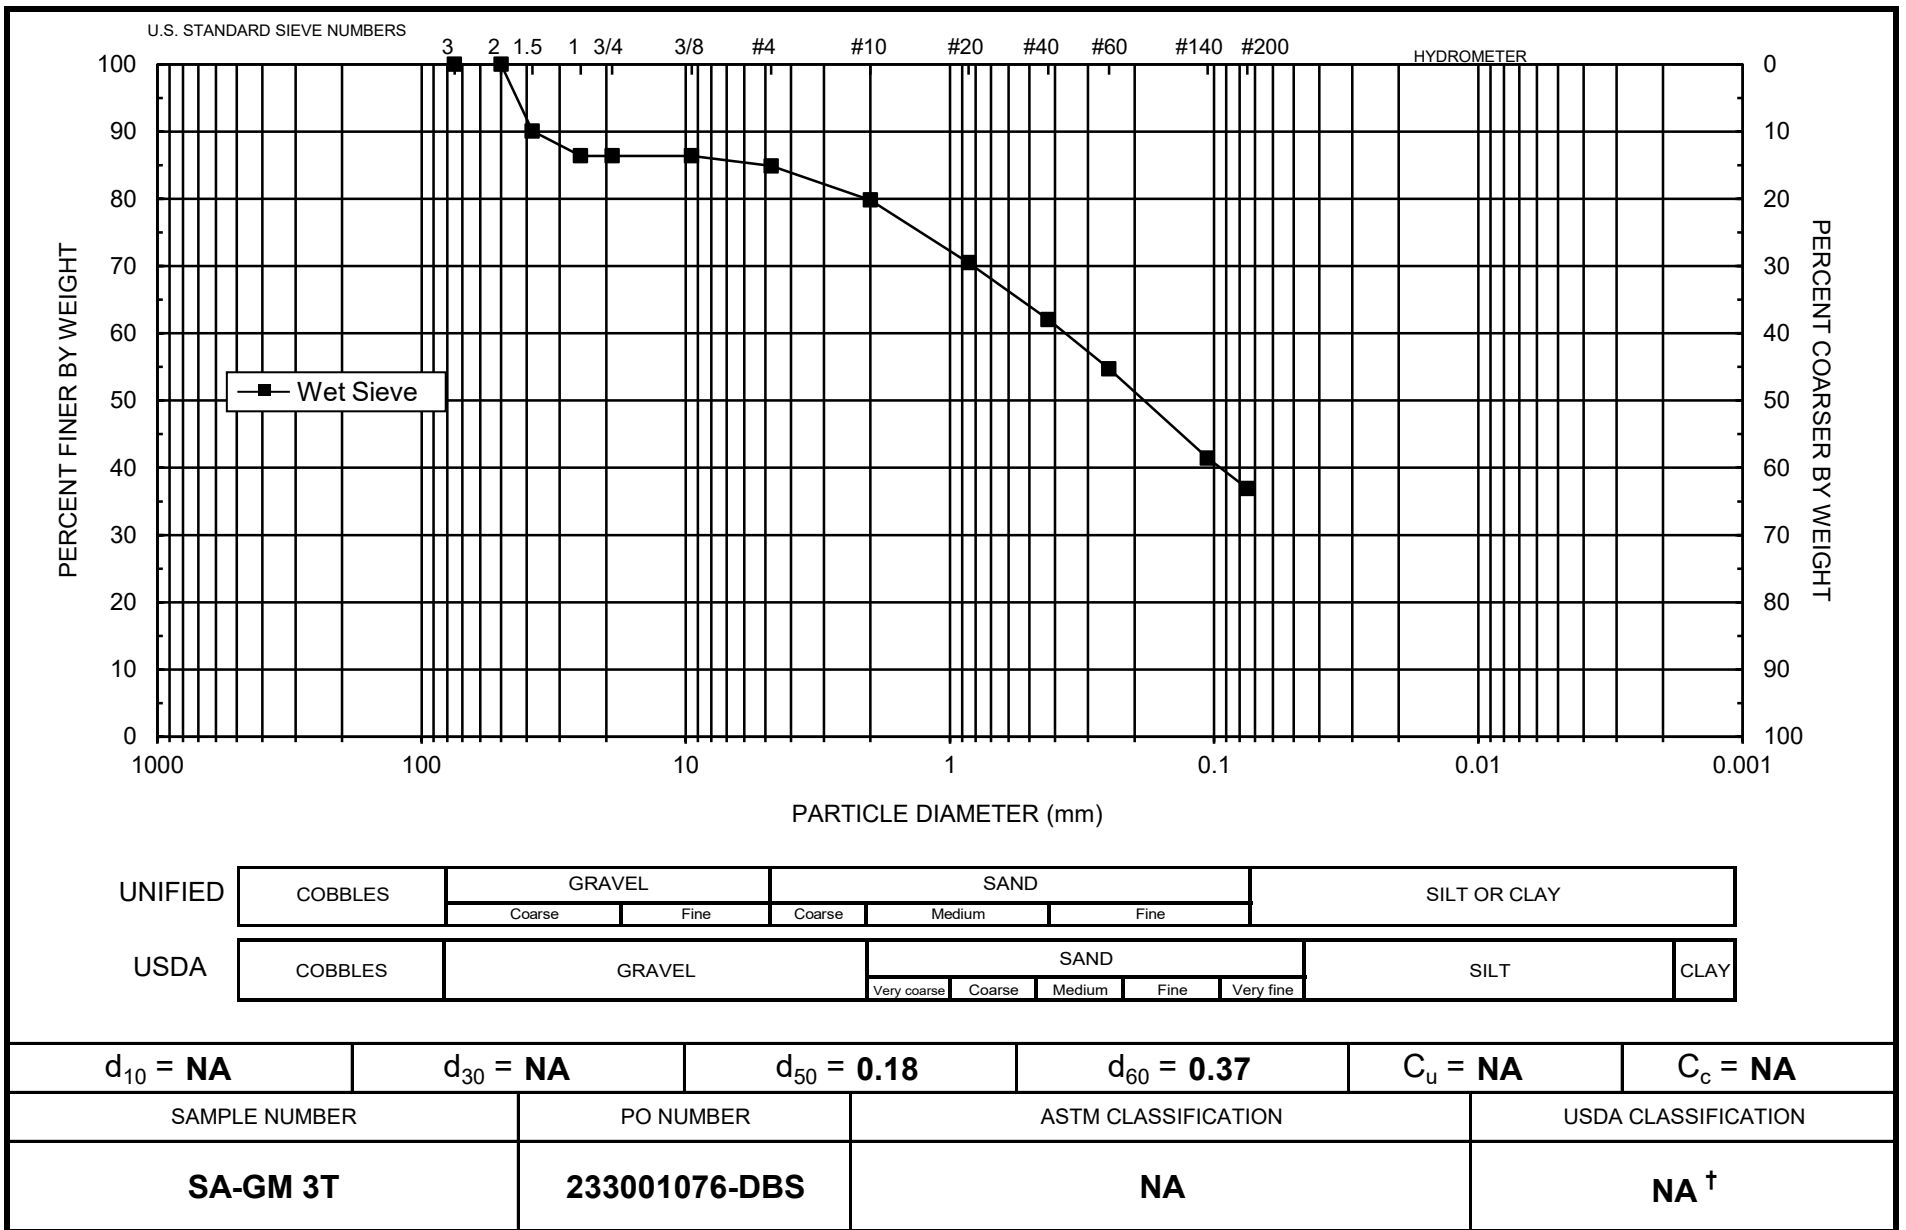 U.S. STANDARD SIEVE NUMBERS
3 2 1.5 1 3/4 3/8 #4 #10 #20 #40 #60 #140 #200
HYDROMETER
100 0
90 10
80 20
70 30
60 40
50 50
40 60
30 70
20 80
10 90
0 100
PERCENT FINER BY WEIGHT
PERCENT COARSER BY WEIGHT
Wet Sieve
1000 100 10 1 0.1 0.01 0.001
PARTICLE DIAMETER (mm)
UNIFIED COBBLES GRAVEL SAND SILT OR CLAY
Coarse Fine Coarse Medium Fine
USDA COBBLES GRAVEL SAND SILT CLAY
Very coarse Coarse Medium Fine Very fine
d10 = NA d30 = NA d50 = 0.18 d60 = 0.37 Cu = NA Cc = NA
SAMPLE NUMBER PO NUMBER ASTM CLASSIFICATION USDA CLASSIFICATION
SA-GM 3T 233001076-DBS NA NA †